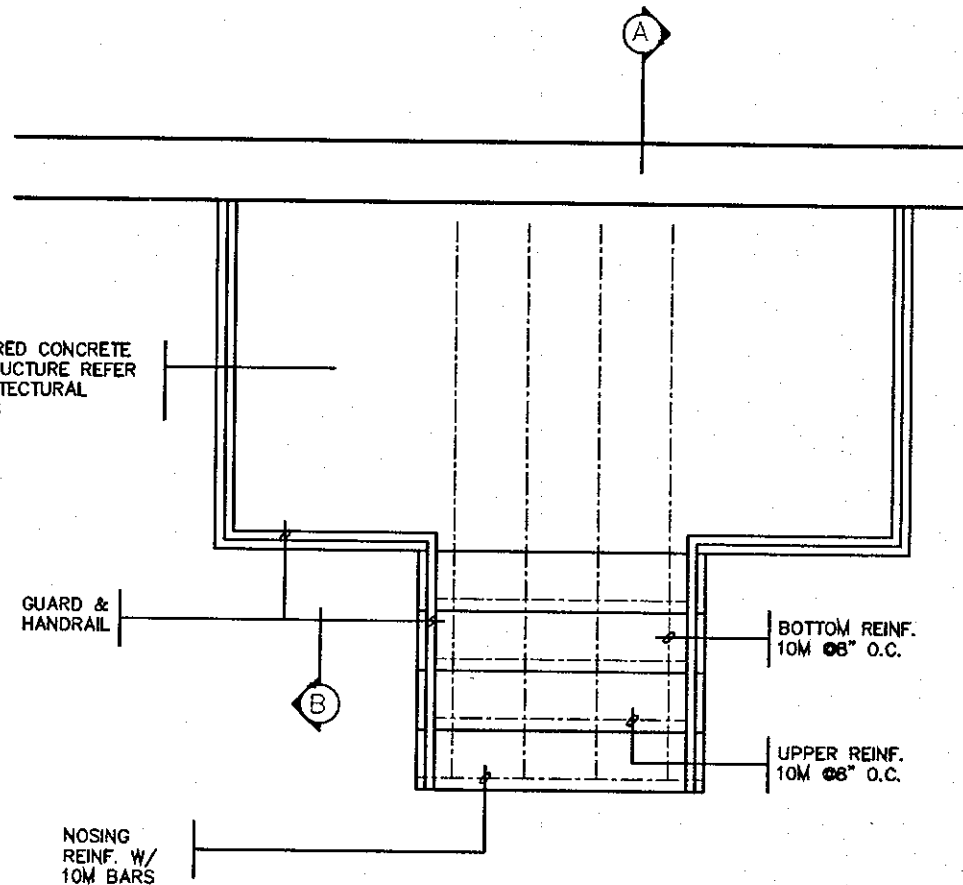 A
RED CONCRETE
UCTURE REFER
TECTURAL
GUARD &
HANDRAIL
B
BOTTOM REINF.
10M @8" O.C.
UPPER REINF.
10M @8" O.C.
NOSING
REINF. W/
10M BARS